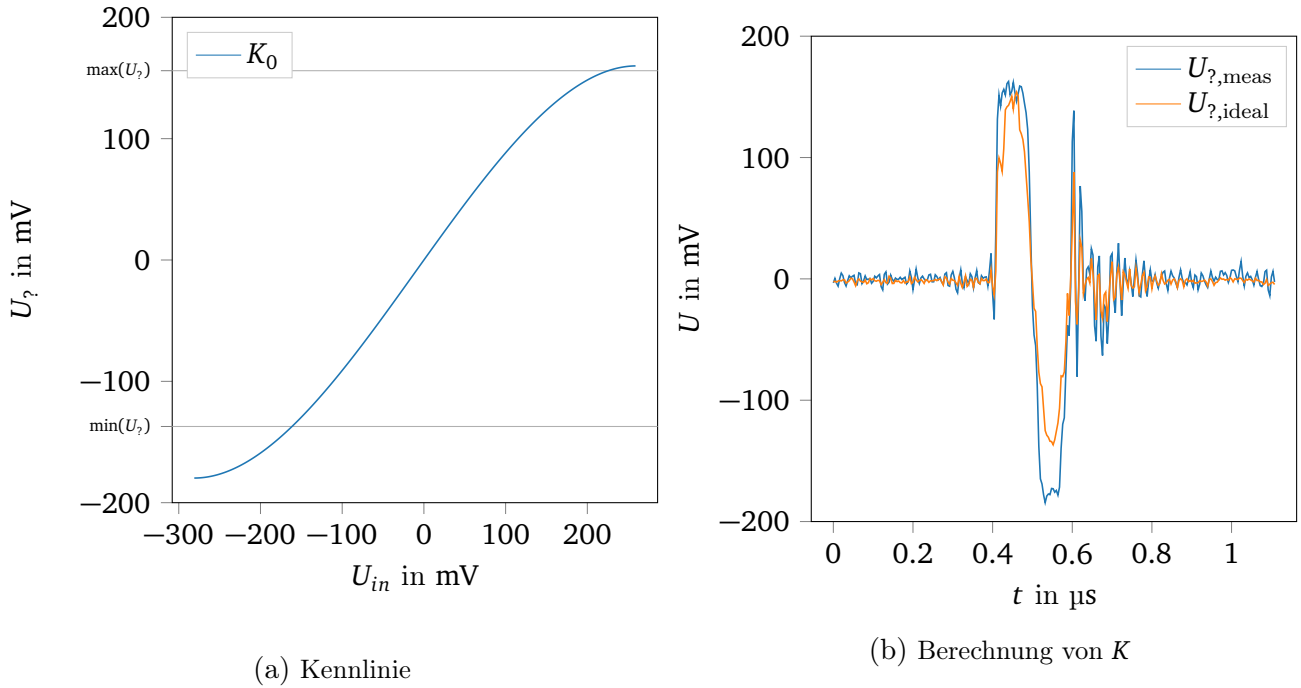 200
100
0
−100
−200
max(U?)
min(U?)
U? in mV
K0
−300 −200 −100 0 100 200
Uin in mV
(a) Kennlinie
200
100
0
−100
−200
U in mV
U?,meas
U?,ideal
0 0.2 0.4 0.6 0.8 1
t in µs
(b) Berechnung von K